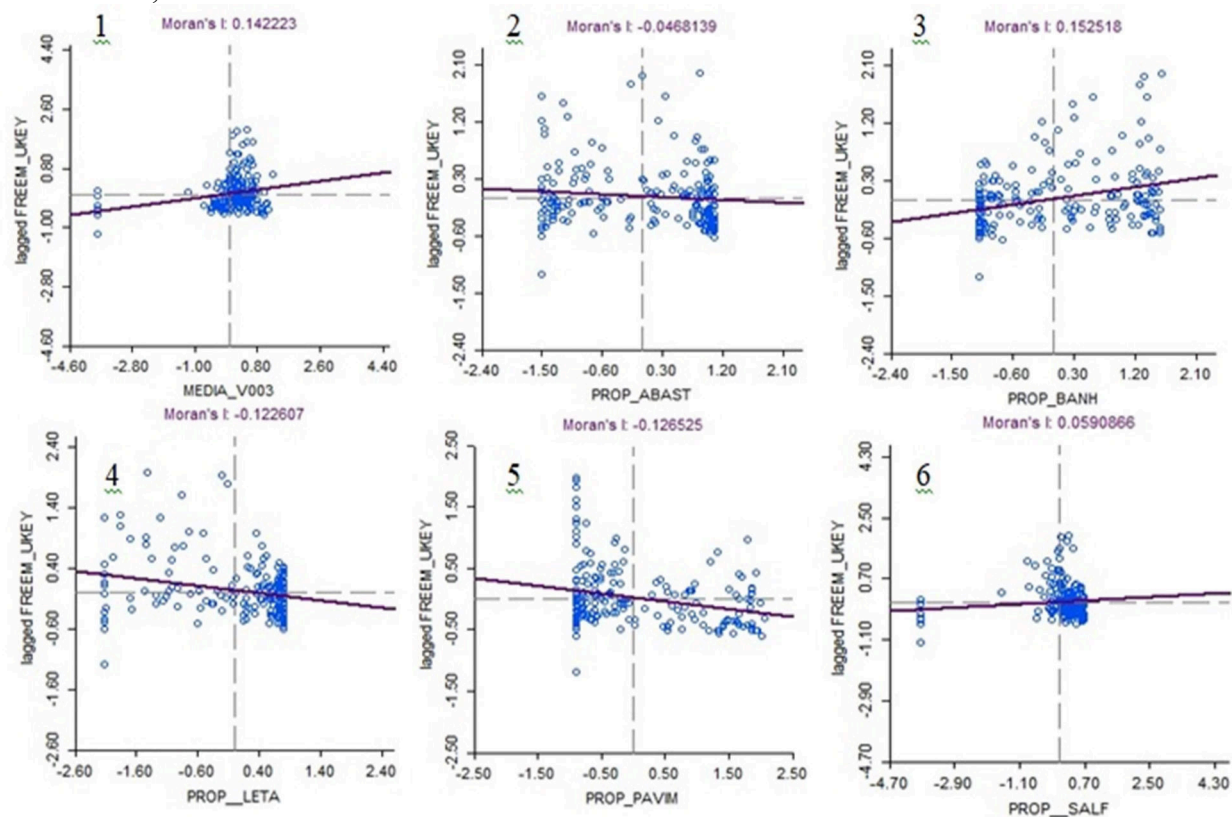 1
Moran's I: 0.142223
lagged FREEM_UKEY
4.40
2.60
0.80
-1.00
-2.80
-4.60
-4.60 -2.80 -1.00 0.80 2.60 4.40
MEDIA_V003
2
Moran's I: -0.0468139
lagged FREEM_UKEY
2.10
1.20
0.30
-0.60
-1.50
-2.40
-2.40 -1.50 -0.60 0.30 1.20 2.10
PROP_ABAST
3
Moran's I: 0.152518
lagged FREEM_UKEY
2.10
1.20
0.30
-0.60
-1.50
-2.40
-2.40 -1.50 -0.60 0.30 1.20 2.10
PROP_BANH
4
Moran's I: -0.122607
lagged FREEM_UKEY
2.40
1.40
0.40
-0.60
-1.60
-2.60
-2.60 -1.60 -0.60 0.40 1.40 2.40
PROP__LETA
5
Moran's I: -0.126525
lagged FREEM_UKEY
2.50
1.50
0.50
-0.50
-1.50
-2.50
-2.50 -1.50 -0.50 0.50 1.50 2.50
PROP_PAVIM
6
Moran's I: 0.0590866
lagged FREEM_UKEY
4.30
2.50
0.70
-1.10
-2.90
-4.70
-4.70 -2.90 -1.10 0.70 2.50 4.30
PROP__SALF